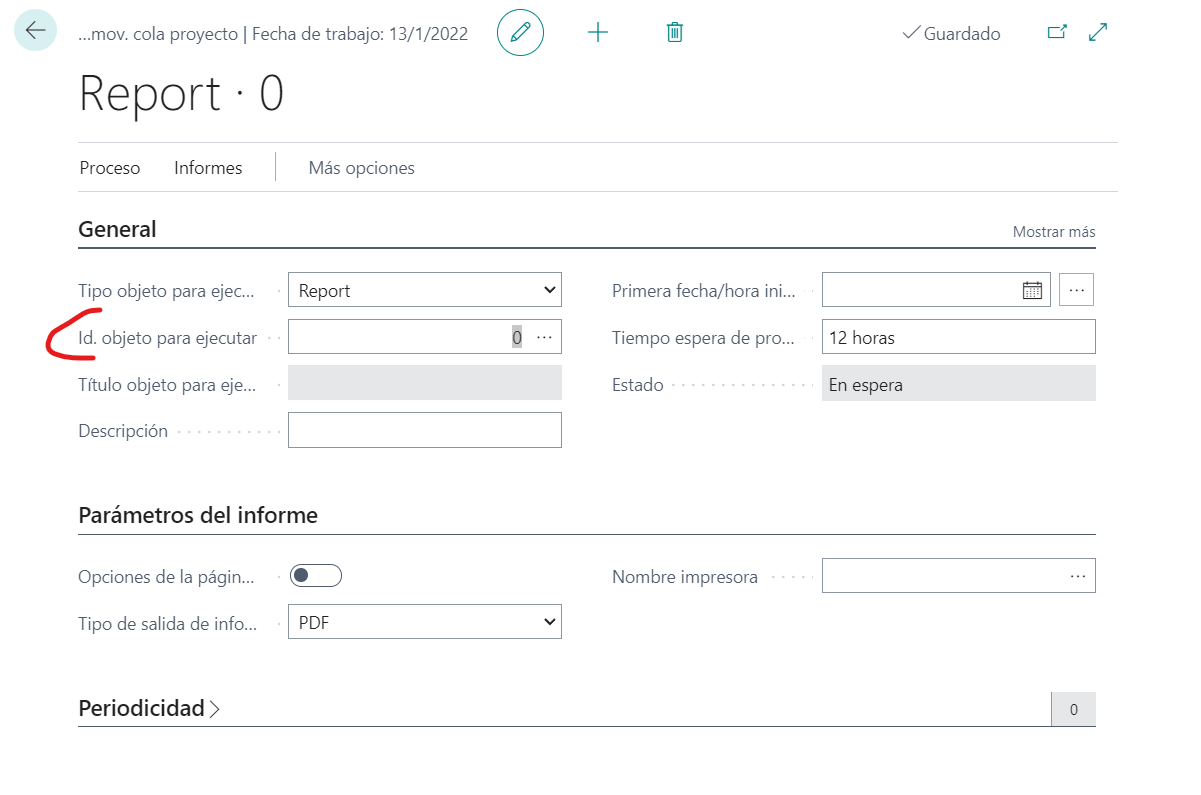 ...mov. cola proyecto | Fecha de trabajo: 13/1/2022
Guardado
Report · 0
Proceso Informes Más opciones
General Mostrar más
Tipo objeto para ejec... Report Primera fecha/hora ini...
Id. objeto para ejecutar 0 ... Tiempo espera de pro... 12 horas
Título objeto para eje... Estado En espera
Descripción
Parámetros del informe
Opciones de la págin... Nombre impresora
Tipo de salida de info... PDF
Periodicidad 0